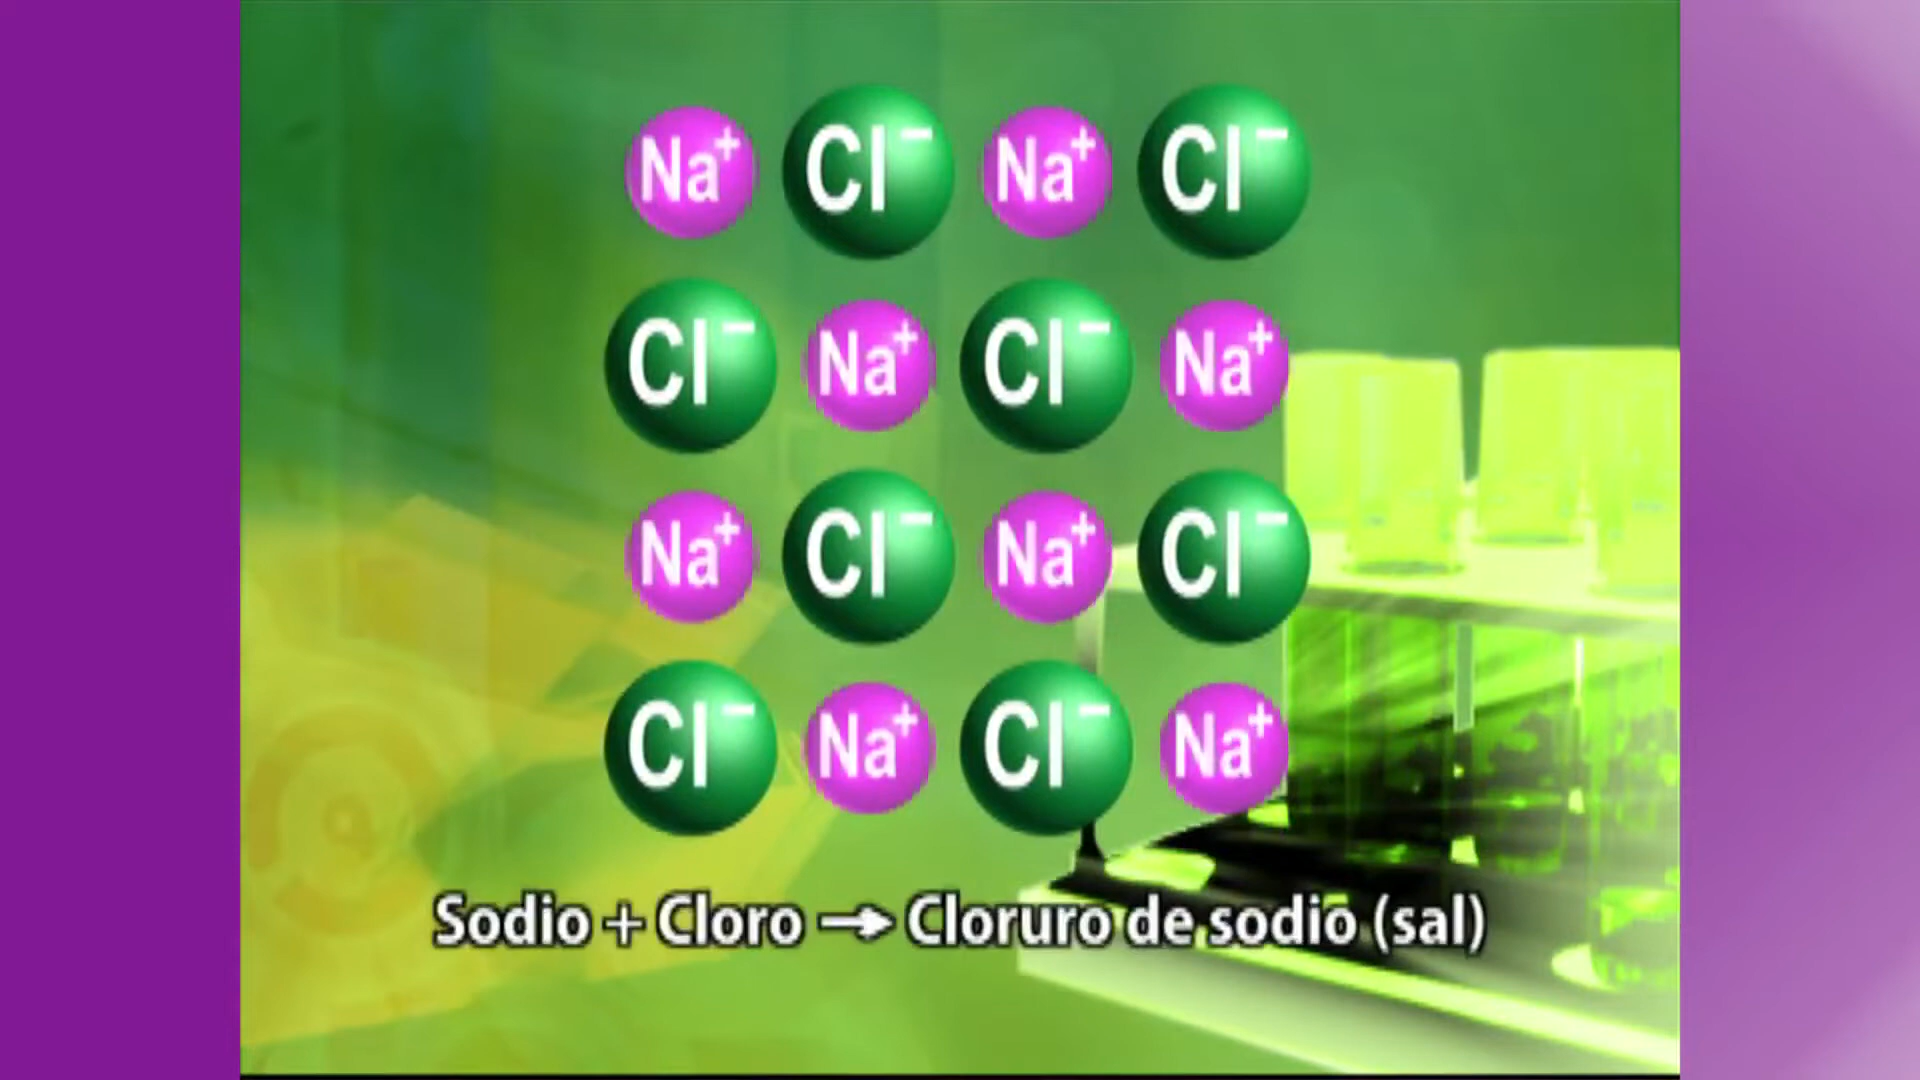 Na⁺ Cl⁻ Na⁺ Cl⁻
Cl⁻ Na⁺ Cl⁻ Na⁺
Na⁺ Cl⁻ Na⁺ Cl⁻
Cl⁻ Na⁺ Cl⁻ Na⁺
Sodio + Cloro → Cloruro de sodio (sal)